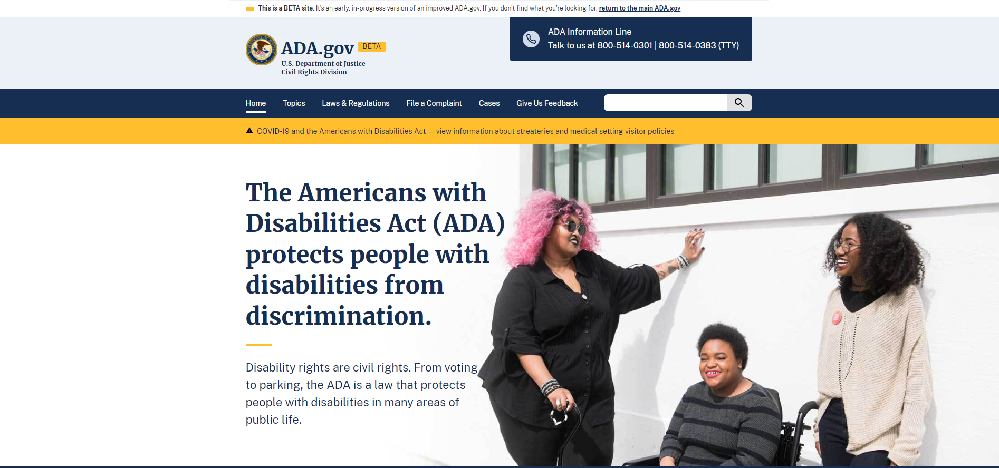 This is a BETA site. It's an early, in-progress version of an improved ADA.gov. If you don't find what you're looking for, return to the main ADA.gov
ADA.gov BETA
U.S. Department of Justice
Civil Rights Division
ADA Information Line
Talk to us at 800-514-0301 | 800-514-0383 (TTY)
Home Topics Laws & Regulations File a Complaint Cases Give Us Feedback
COVID-19 and the Americans with Disabilities Act — view information about streateries and medical setting visitor policies
The Americans with
Disabilities Act (ADA)
protects people with
disabilities from
discrimination.
Disability rights are civil rights. From voting
to parking, the ADA is a law that protects
people with disabilities in many areas of
public life.